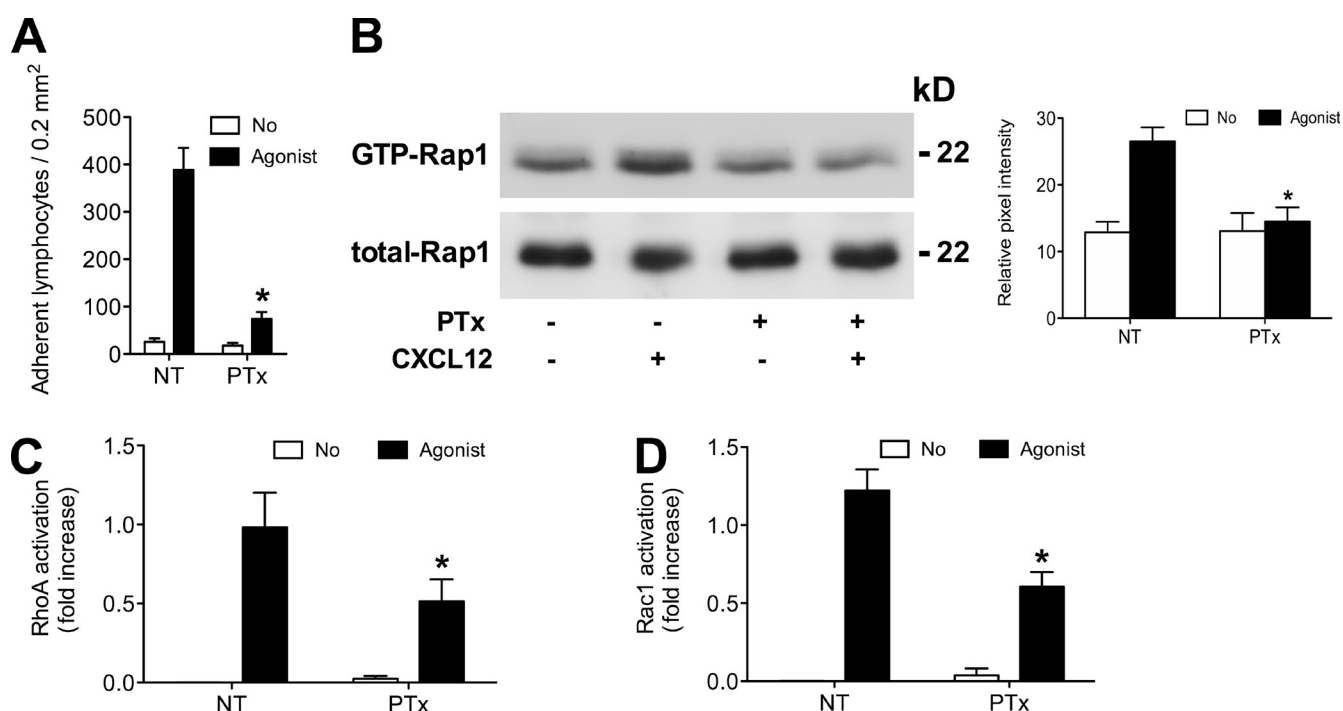 A
Adherent lymphocytes / 0.2 mm²
500
400
300
200
100
0
No
Agonist
*
NT PTx
B
kD
GTP-Rap1 - 22
total-Rap1 - 22
PTx - - + +
CXCL12 - + - +
Relative pixel intensity
30
20
10
0
No Agonist
*
NT PTx
C
RhoA activation
(fold increase)
1.5
1.0
0.5
0.0
No Agonist
*
NT PTx
D
Rac1 activation
(fold increase)
1.5
1.0
0.5
0.0
No Agonist
*
NT PTx